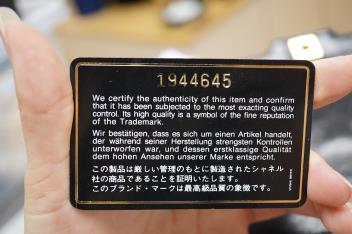 1944645
We certify the authenticity of this item and confirm
that it has been subjected to the most exacting quality
control. Its high quality is a symbol of the fine reputation
of the Trademark.
Wir bestätigen, dass es sich um einen Artikel handelt,
der während seiner Herstellung strengsten Kontrollen
unterworfen war, und dessen erstklassige Qualität
dem hohen Ansehen unserer Marke entspricht.
この製品は厳しい管理のもとに製造されたシャネル
社の商品であることを証明いたします。
このブランド・マークは最高級品質の象徴です。